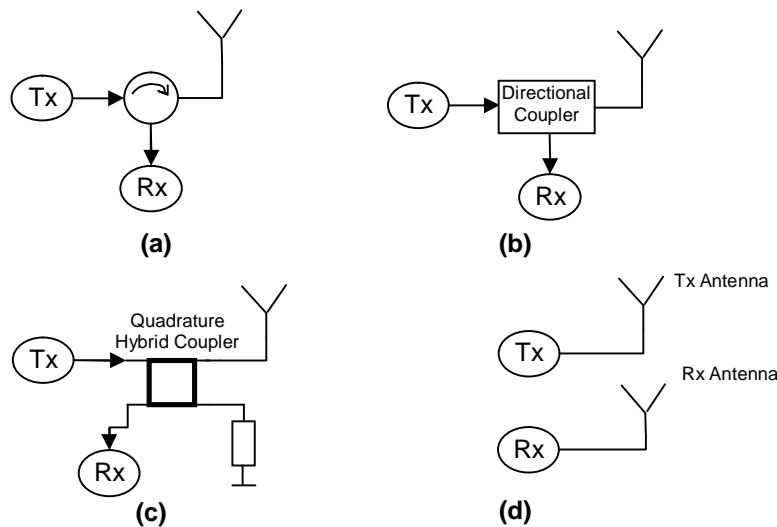 Tx
Rx
(a)
Tx
Directional
Coupler
Rx
(b)
Quadrature
Hybrid Coupler
Tx
Rx
(c)
Tx Antenna
Tx
Rx Antenna
Rx
(d)